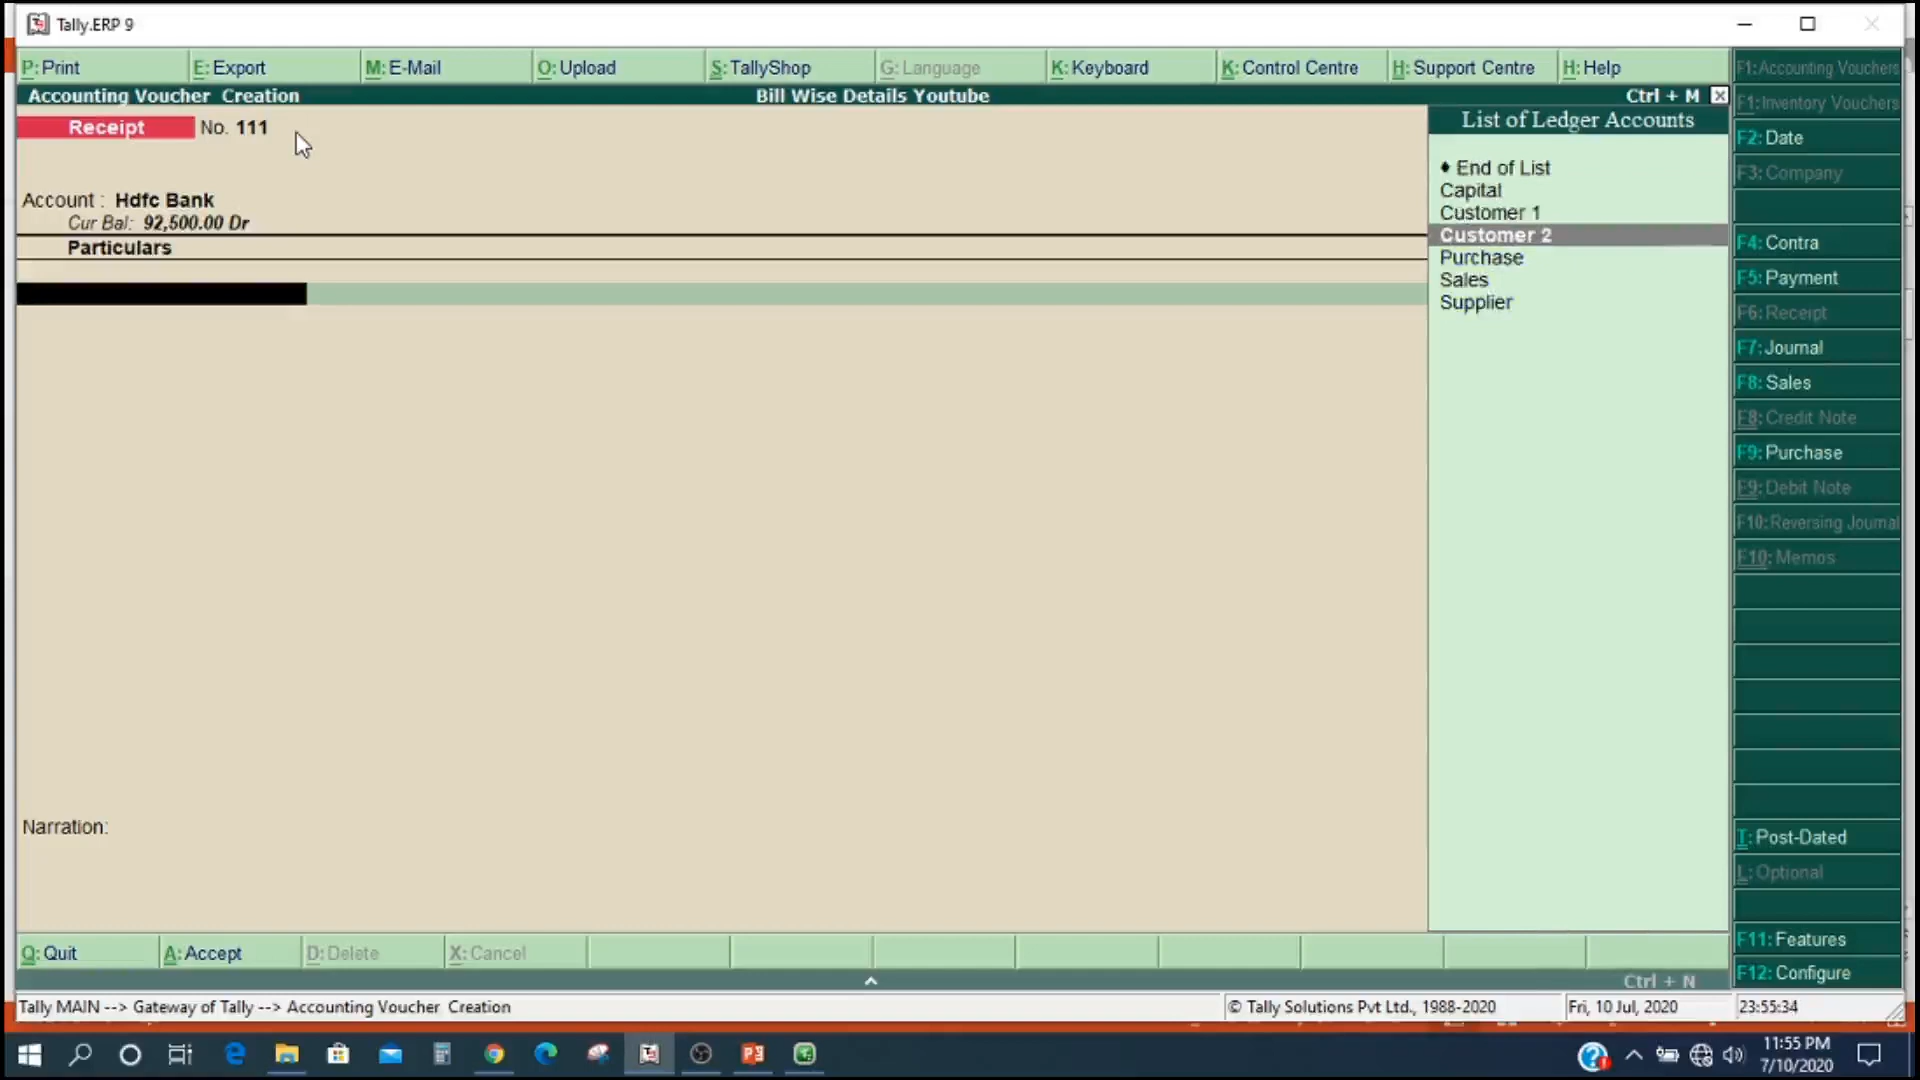 Tally.ERP 9
P: Print E: Export M: E-Mail O: Upload S: TallyShop G: Language K: Keyboard K: Control Centre H: Support Centre H: Help
Accounting Voucher Creation Bill Wise Details Youtube Ctrl + M
Receipt No. 111
Account : Hdfc Bank
Cur Bal: 92,500.00 Dr
Particulars
List of Ledger Accounts
♦ End of List
Capital
Customer 1
Customer 2
Purchase
Sales
Supplier
F1: Accounting Vouchers
F1: Inventory Vouchers
F2: Date
F3: Company
F4: Contra
F5: Payment
F6: Receipt
F7: Journal
F8: Sales
F8: Credit Note
F9: Purchase
F9: Debit Note
F10: Reversing Journal
F10: Memos
T: Post-Dated
L: Optional
F11: Features
F12: Configure
Narration:
Q: Quit A: Accept D: Delete X: Cancel
Ctrl + N
Tally MAIN --> Gateway of Tally --> Accounting Voucher Creation © Tally Solutions Pvt Ltd., 1988-2020 Fri, 10 Jul, 2020 23:55:34
11:55 PM
7/10/2020